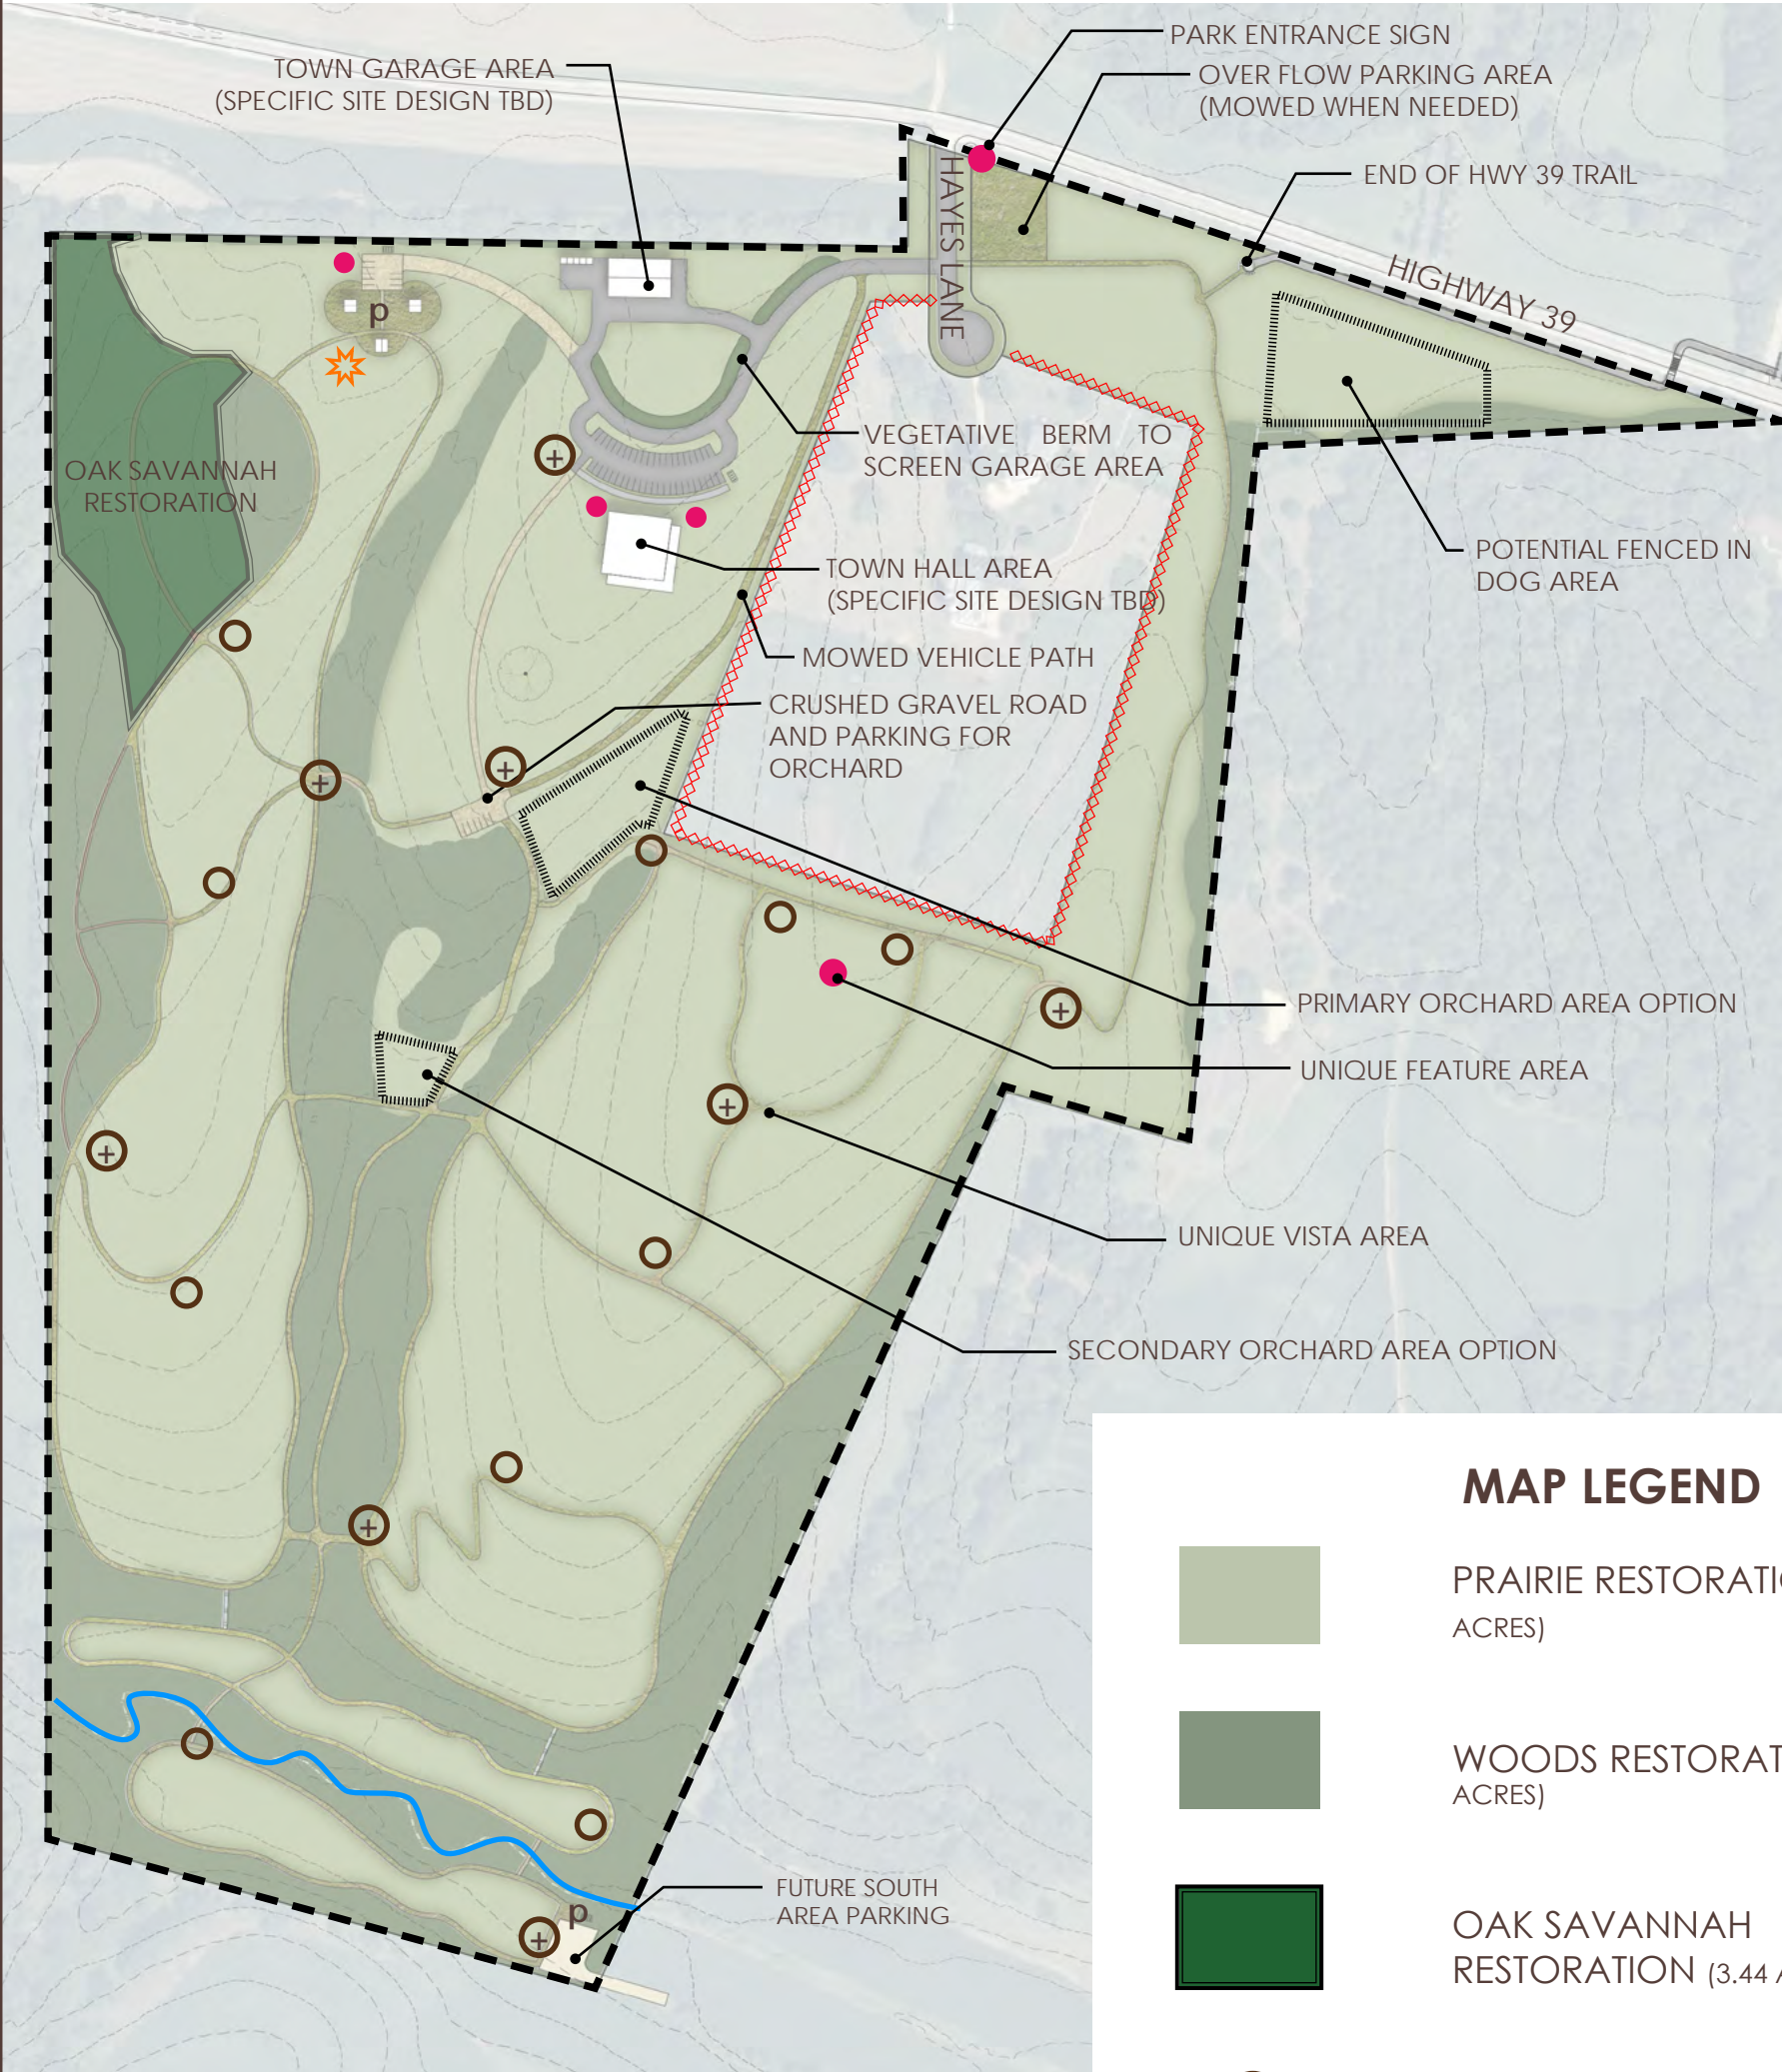 PARK ENTRANCE SIGN
TOWN GARAGE AREA
(SPECIFIC SITE DESIGN TBD)
OVER FLOW PARKING AREA
(MOWED WHEN NEEDED)
END OF HWY 39 TRAIL
HAYES LANE
HIGHWAY 39
p
VEGETATIVE BERM TO
SCREEN GARAGE AREA
OAK SAVANNAH
RESTORATION
POTENTIAL FENCED IN
DOG AREA
TOWN HALL AREA
(SPECIFIC SITE DESIGN TBD)
MOWED VEHICLE PATH
CRUSHED GRAVEL ROAD
AND PARKING FOR
ORCHARD
PRIMARY ORCHARD AREA OPTION
UNIQUE FEATURE AREA
UNIQUE VISTA AREA
SECONDARY ORCHARD AREA OPTION
FUTURE SOUTH
AREA PARKING
p
MAP LEGEND
PRAIRIE
ACRES)
WOODS
ACRES)
OAK SAVANNAH
RESTORATION (3.44